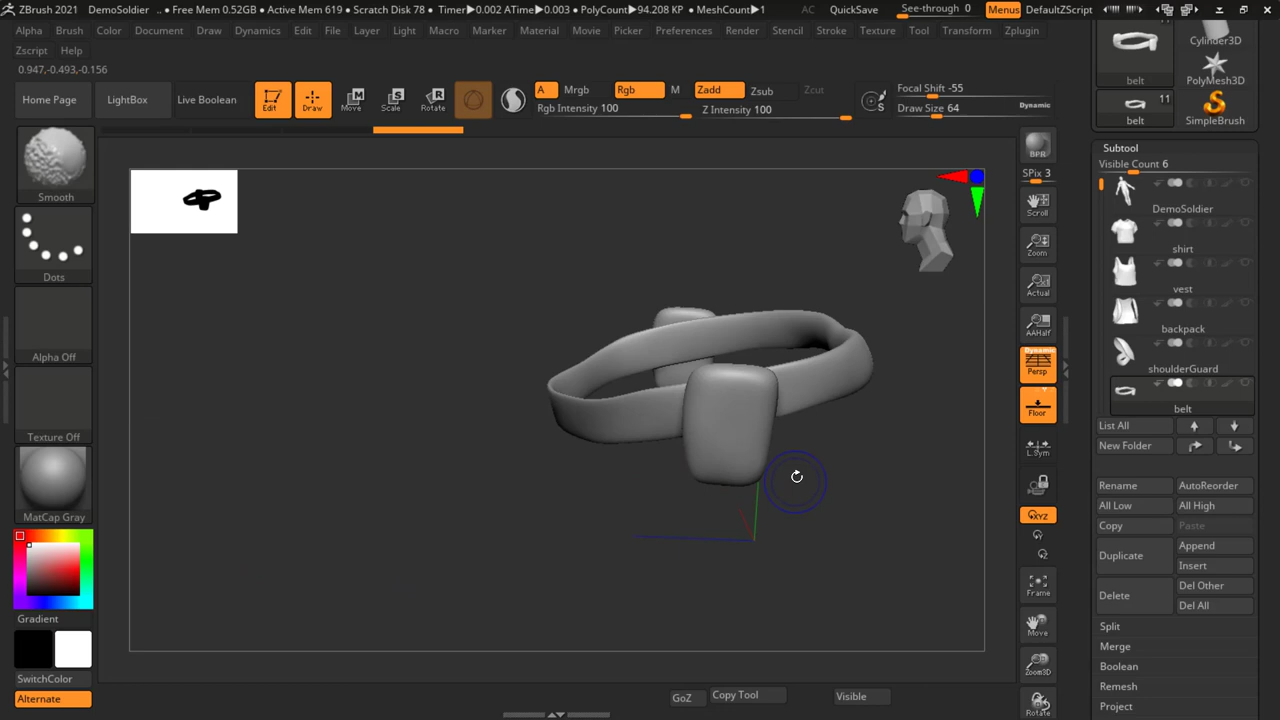 ZBrush 2021 DemoSoldier .. ● Free Mem 0.52GB ● Active Mem 619 ● Scratch Disk 78 ● Timer▶0.002 ATime▶0.003 ● PolyCount▶94.208 KP ● MeshCount▶1 AC QuickSave See-through 0 Menus DefaultZScript
Alpha Brush Color Document Draw Dynamics Edit File Layer Light Macro Marker Material Movie Picker Preferences Render Stencil Stroke Texture Tool Transform Zplugin
Zscript Help
0.947,-0.493,-0.156
Home Page LightBox Live Boolean Edit Draw Move Scale Rotate
A Mrgb Rgb M Zadd Zsub Zcut
Rgb Intensity 100 Z Intensity 100
Focal Shift -55
Draw Size 64 Dynamic
S
S
R
S
Smooth
Dots
Alpha Off
Texture Off
MatCap Gray
Gradient
SwitchColor
Alternate
BPR
SPix 3
Scroll
Zoom
Actual
AAHalf
Dynamic
Persp
Floor
L.Sym
XYZ
Frame
Move
Zoom3D
Rotate
Cylinder3D
belt
PolyMesh3D
11
belt
SimpleBrush
Subtool
Visible Count 6
DemoSoldier
shirt
vest
backpack
shoulderGuard
belt
List All
New Folder
Rename AutoReorder
All Low All High
Copy Paste
Duplicate Append
Insert
Delete Del Other
Del All
Split
Merge
Boolean
Remesh
Project
GoZ Copy Tool Visible